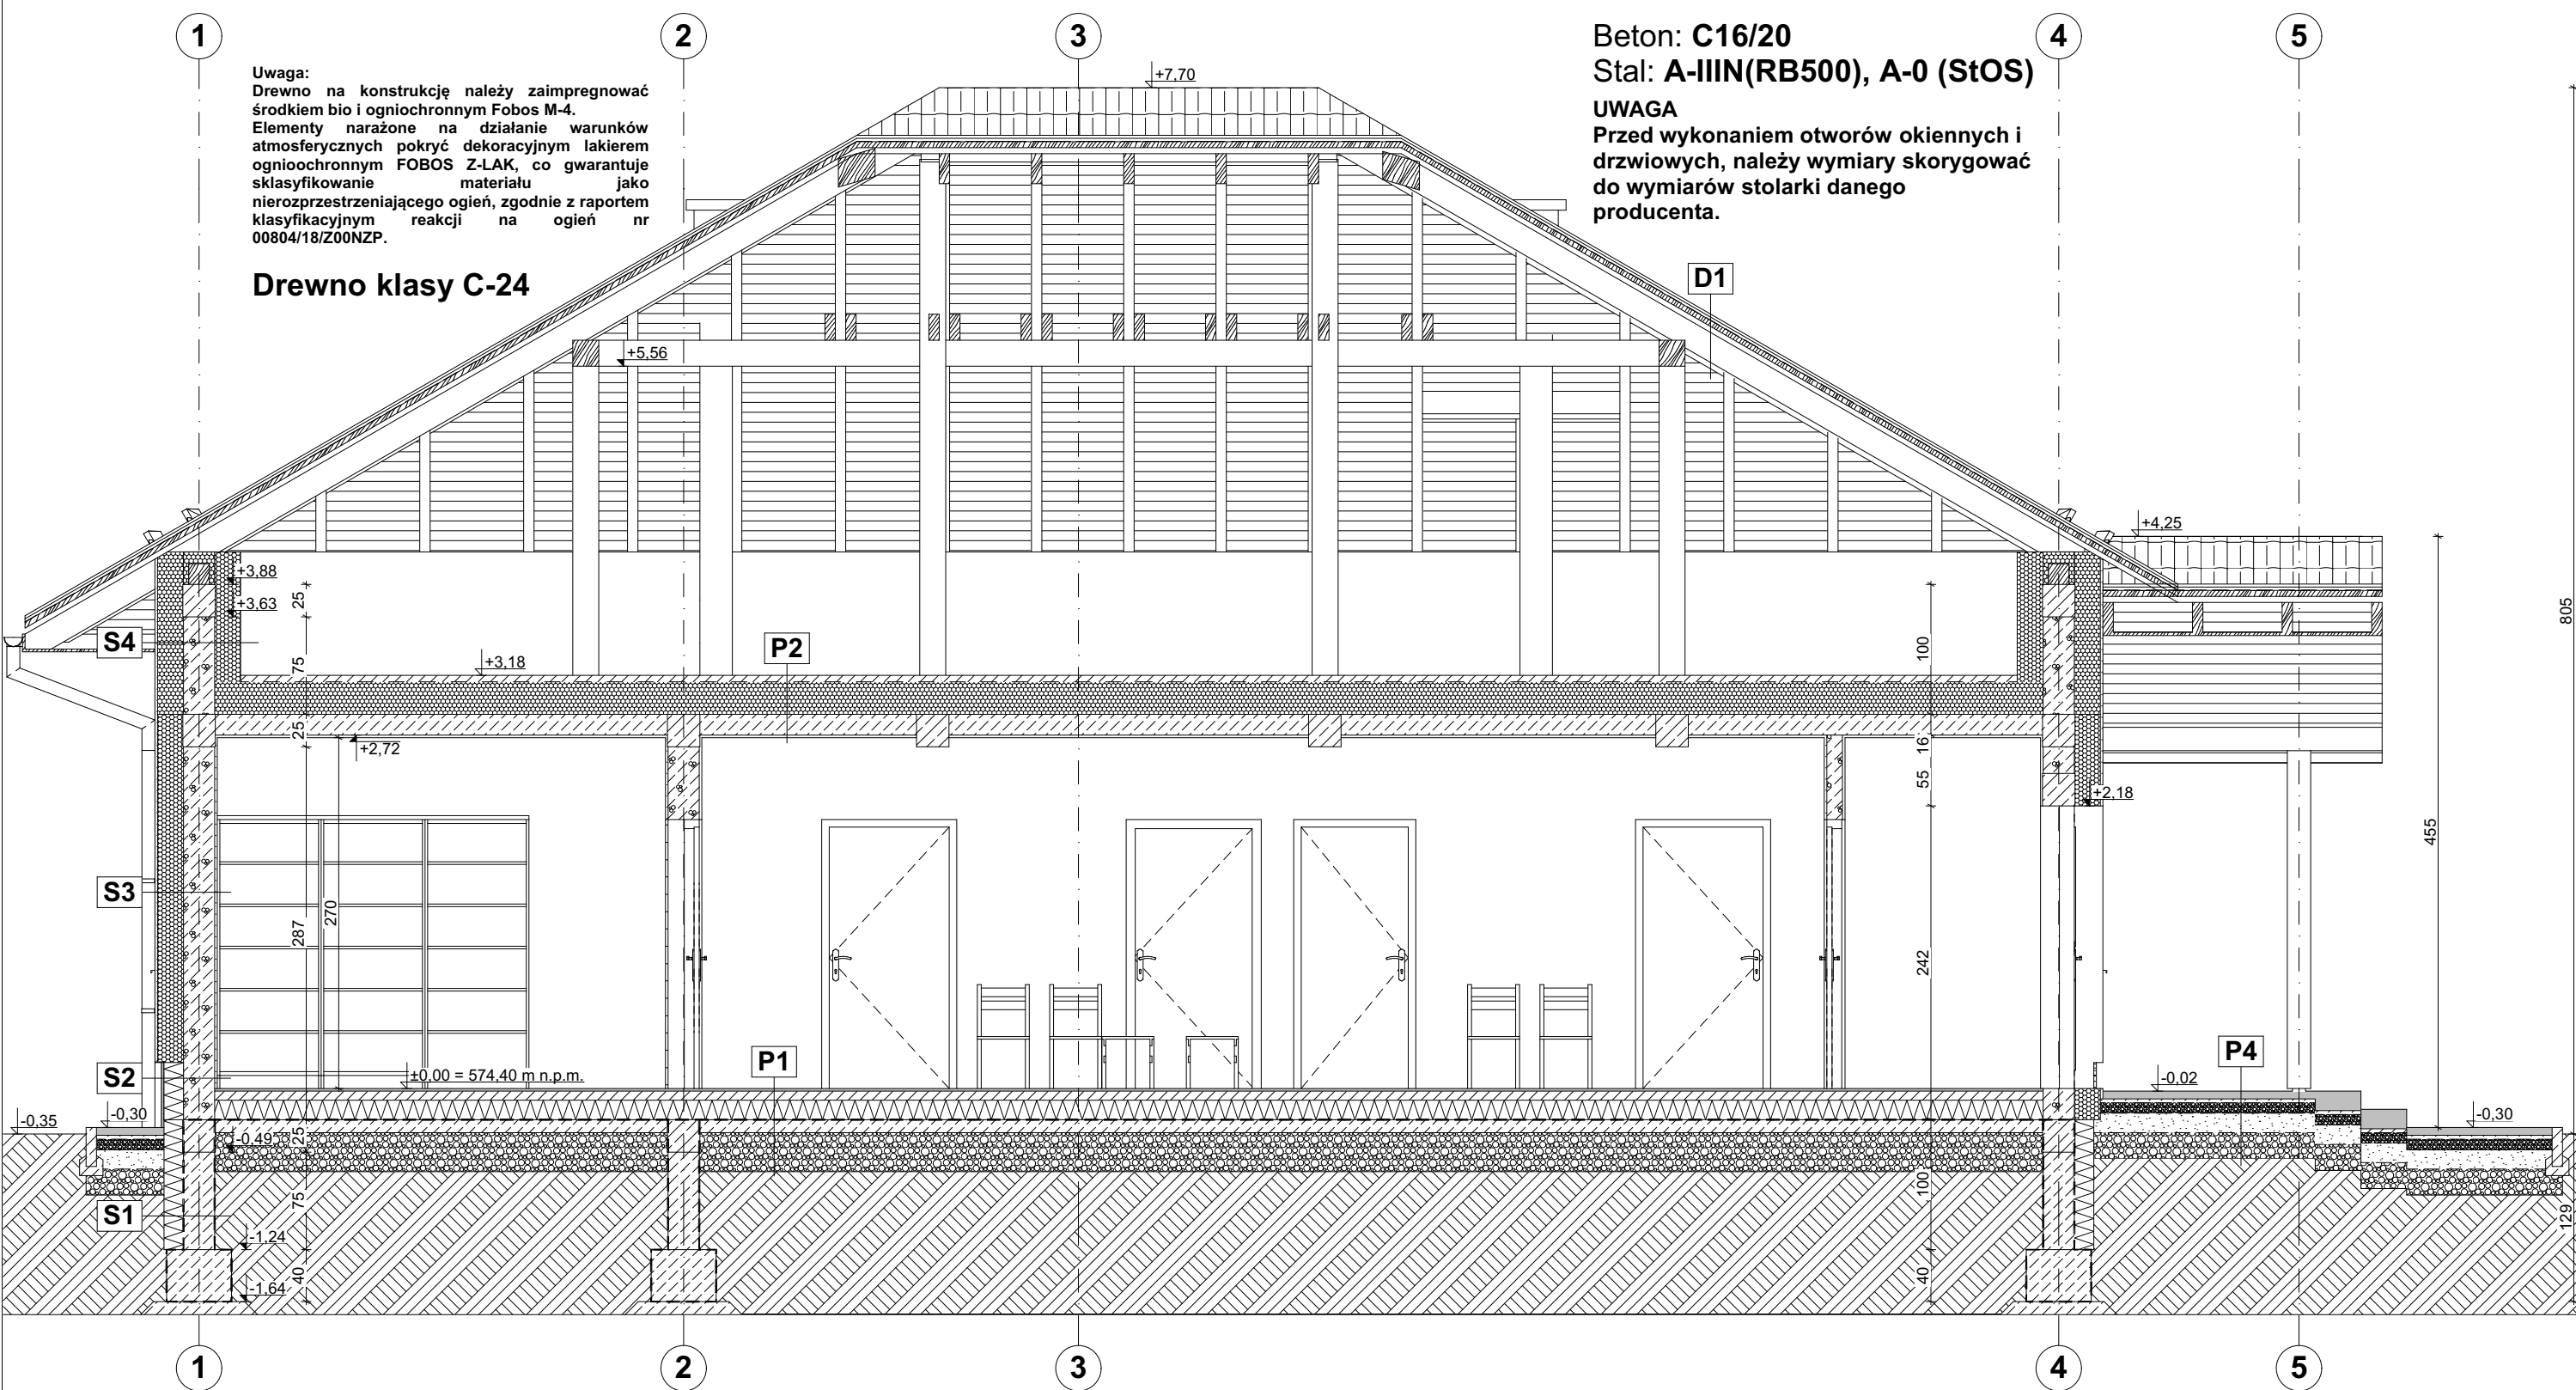 1
2
3
4
5
Uwaga:
Drewno na konstrukcję należy zaimpregnować
środkiem bio i ogniochronnym Fobos M-4.
Elementy narażone na działanie warunków
atmosferycznych pokryć dekoracyjnym lakierem
ognioochronnym FOBOS Z-LAK, co gwarantuje
sklasyfikowanie materiału jako
nierozprzestrzeniającego ogień, zgodnie z raportem
klasyfikacyjnym reakcji na ogień nr
00804/18/Z00NZP.
Drewno klasy C-24
Beton: C16/20
Stal: A-IIIN(RB500), A-0 (StOS)
UWAGA
Przed wykonaniem otworów okiennych i
drzwiowych, należy wymiary skorygować
do wymiarów stolarki danego
producenta.
+7,70
D1
+5,56
+4,25
+3,88
25
+3,63
S4
75
+3,18
P2
100
805
25
+2,72
16
55
+2,18
455
S3
287
270
242
S2
±0,00 = 574,40 m n.p.m.
P1
P4
-0,02
-0,35
-0,30
-0,30
-0,49
25
S1
75
100
129
-1,24
40
-1,64
40
1
2
3
4
5